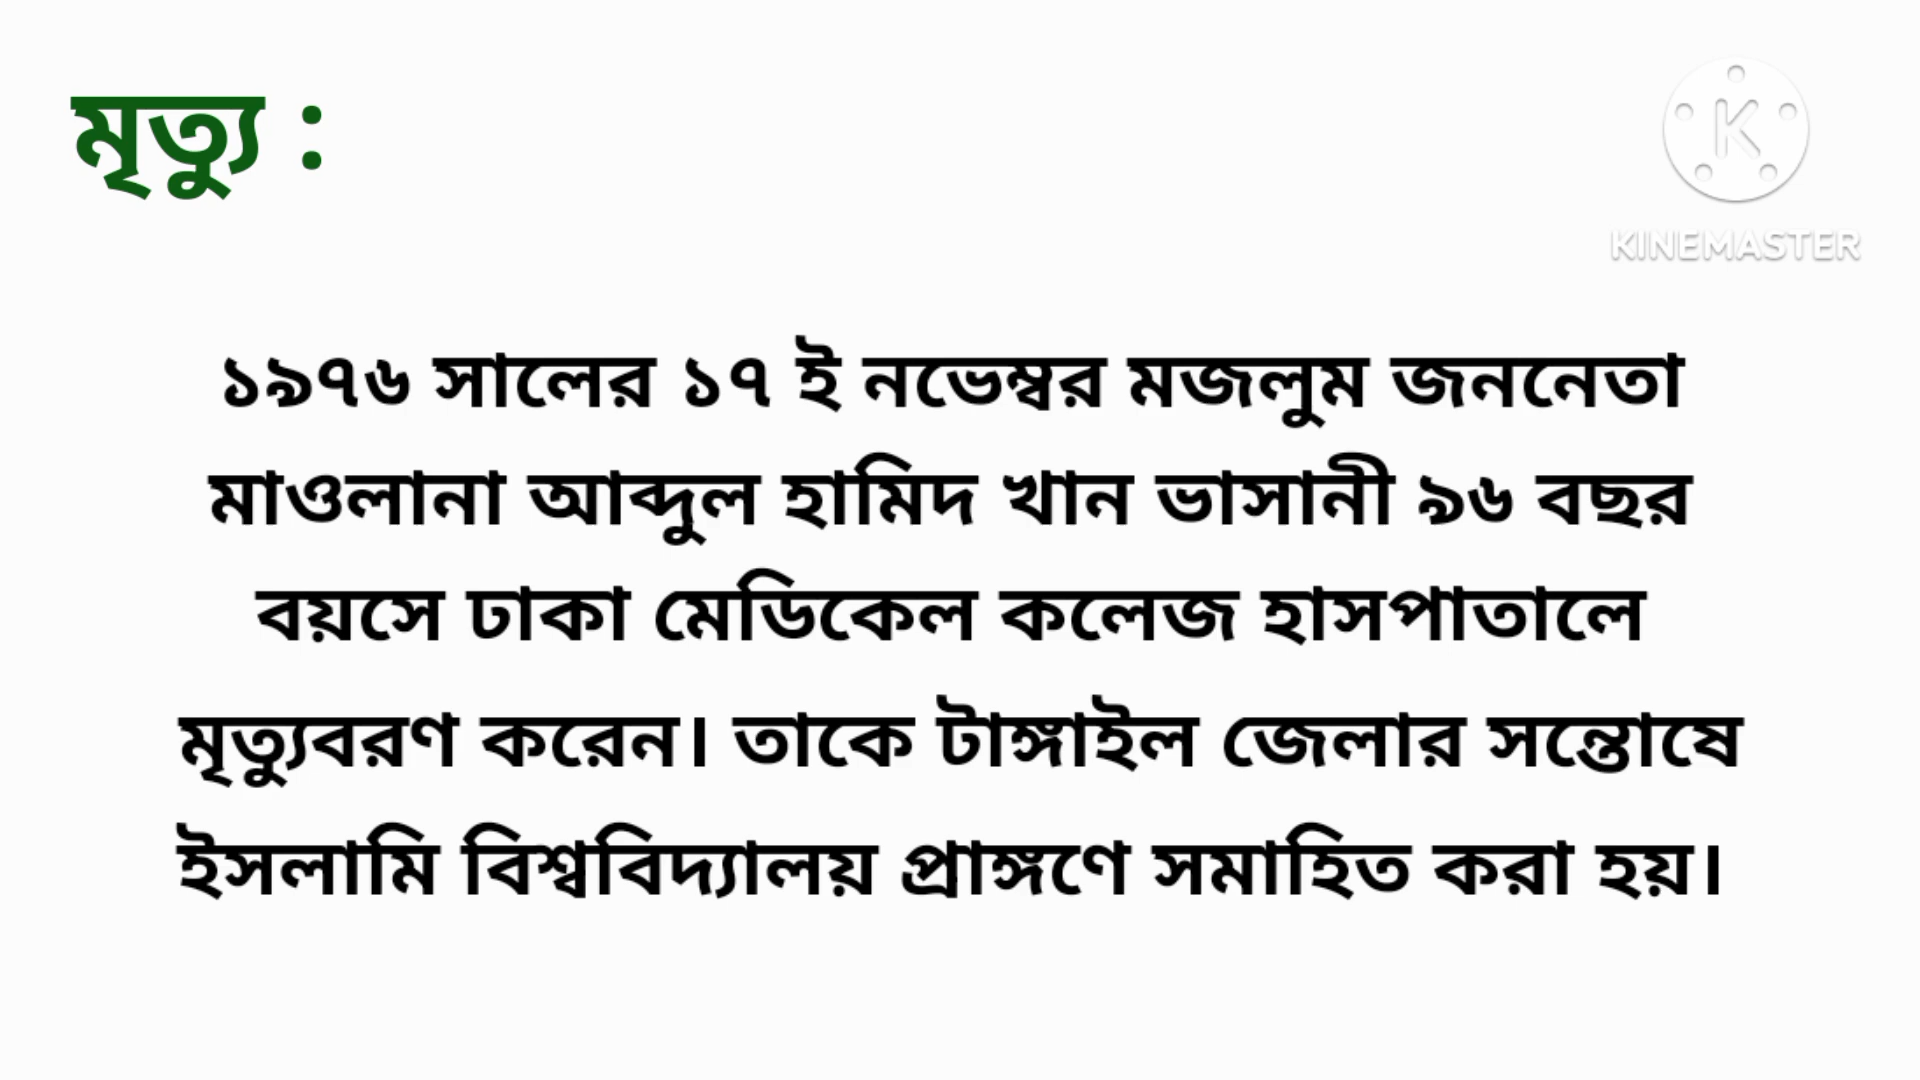 মৃত্যু :
K
KINEMASTER
১৯৭৬ সালের ১৭ ই নভেম্বর মজলুম জননেতা
মাওলানা আব্দুল হামিদ খান ভাসানী ৯৬ বছর
বয়সে ঢাকা মেডিকেল কলেজ হাসপাতালে
মৃত্যুবরণ করেন। তাকে টাঙ্গাইল জেলার সন্তোষে
ইসলামি বিশ্ববিদ্যালয় প্রাঙ্গণে সমাহিত করা হয়।